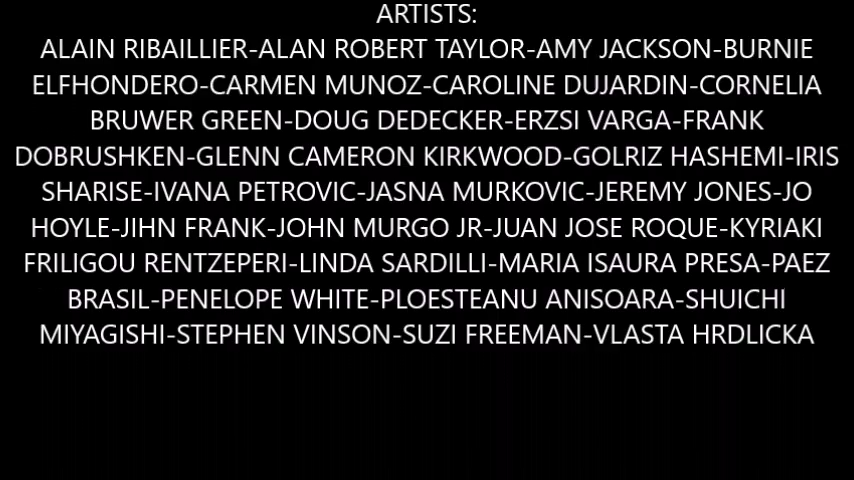 ARTISTS:
ALAIN RIBAILLIER-ALAN ROBERT TAYLOR-AMY JACKSON-BURNIE
ELFHONDERO-CARMEN MUNOZ-CAROLINE DUJARDIN-CORNELIA
BRUWER GREEN-DOUG DEDECKER-ERZSI VARGA-FRANK
DOBRUSHKEN-GLENN CAMERON KIRKWOOD-GOLRIZ HASHEMI-IRIS
SHARISE-IVANA PETROVIC-JASNA MURKOVIC-JEREMY JONES-JO
HOYLE-JIHN FRANK-JOHN MURGO JR-JUAN JOSE ROQUE-KYRIAKI
FRILIGOU RENTZEPERI-LINDA SARDILLI-MARIA ISAURA PRESA-PAEZ
BRASIL-PENELOPE WHITE-PLOESTEANU ANISOARA-SHUICHI
MIYAGISHI-STEPHEN VINSON-SUZI FREEMAN-VLASTA HRDLICKA